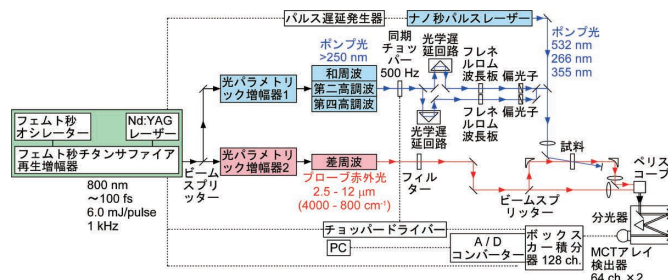 パルス遅延発生器
ナノ秒パルスレーザー
ポンプ光
>250 nm
同期
チョッ
パー
500 Hz
光学遅
延回路
フレネ
ルロム
波長板
偏光子
ポンプ光
532 nm
266 nm
355 nm
光パラメトリ
ック増幅器1
和周波
第二高調波
第四高調波
光学遅
延回路
フレネ
ルロム
波長板
偏光子
フェムト秒
オシレーター
Nd:YAG
レーザー
フェムト秒チタンサファイア
再生増幅器
800 nm
~100 fs
6.0 mJ/pulse
1 kHz
ビームス
プリッター
光パラメトリ
ック増幅器2
差周波
プローブ赤外光
2.5 - 12 μm
(4000 - 800 cm⁻¹)
フィル
ター
ビームスプ
リッター
試料
ペリス
コープ
分光器
チョッパードライバー
PC
A / D
コンバーター
ボックス
カー積分
器 128 ch.
MCTアレイ
検出器
64 ch. ×2